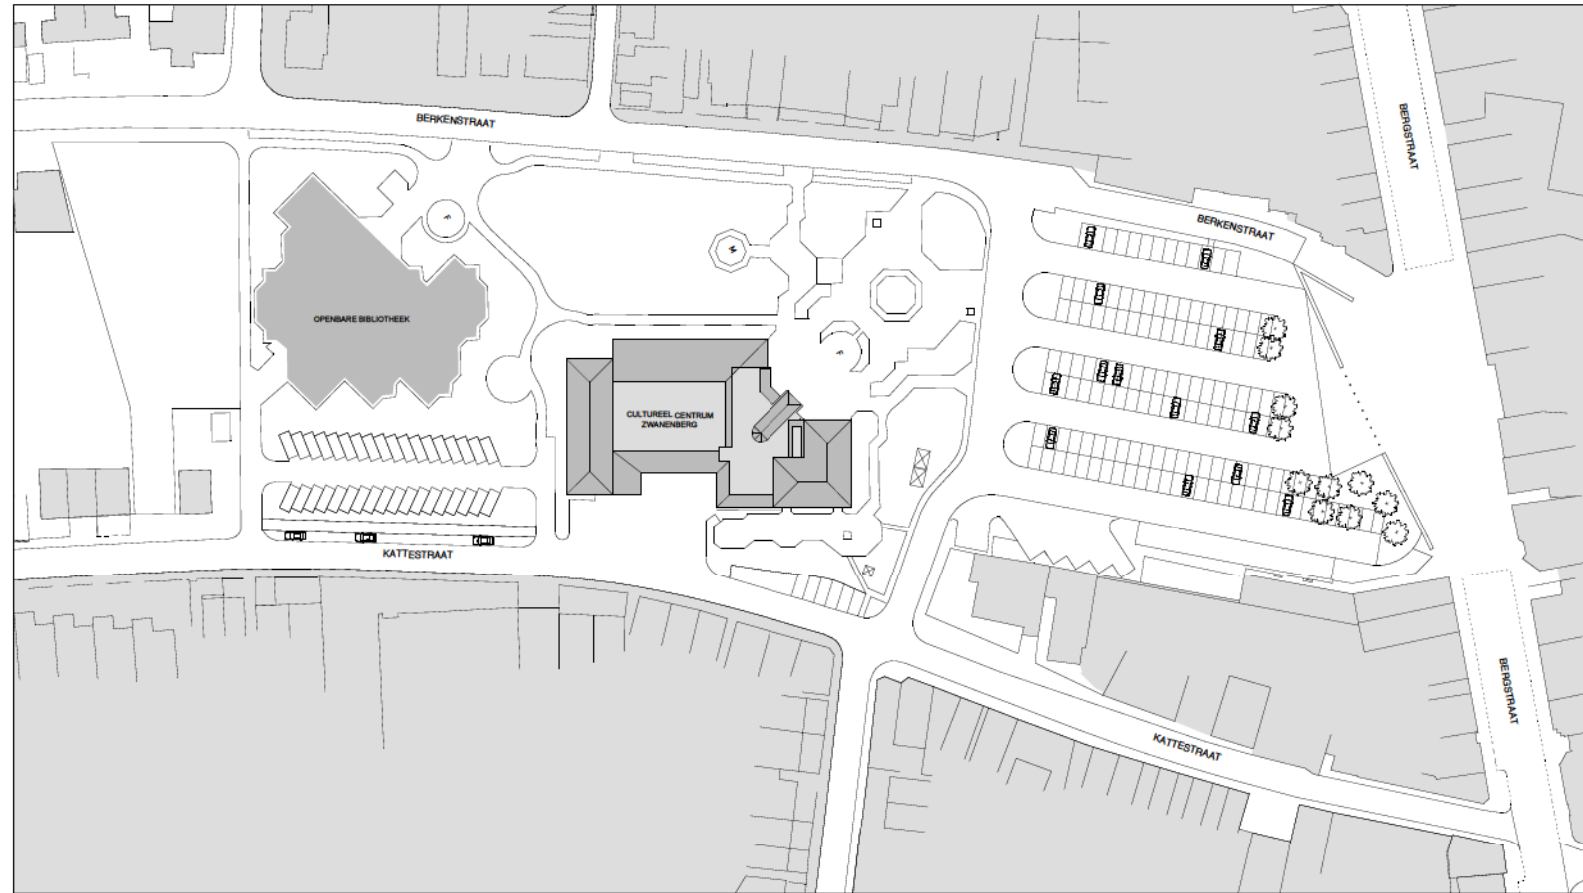 BERKENSTRAAT
BERGSTRAAT
F
BERKENSTRAAT
M
OPENBARE BIBLIOTHEEK
F
CULTUREEL CENTRUM
ZWANENBERG
KATTESTRAAT
BERGSTRAAT
KATTESTRAAT